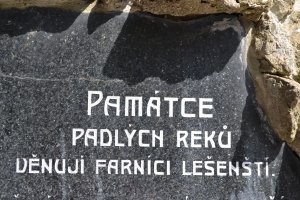 PAMÁTCE
PADLÝCH REKŮ
VĚNUJÍ FARNÍCI LEŠENŠTÍ.